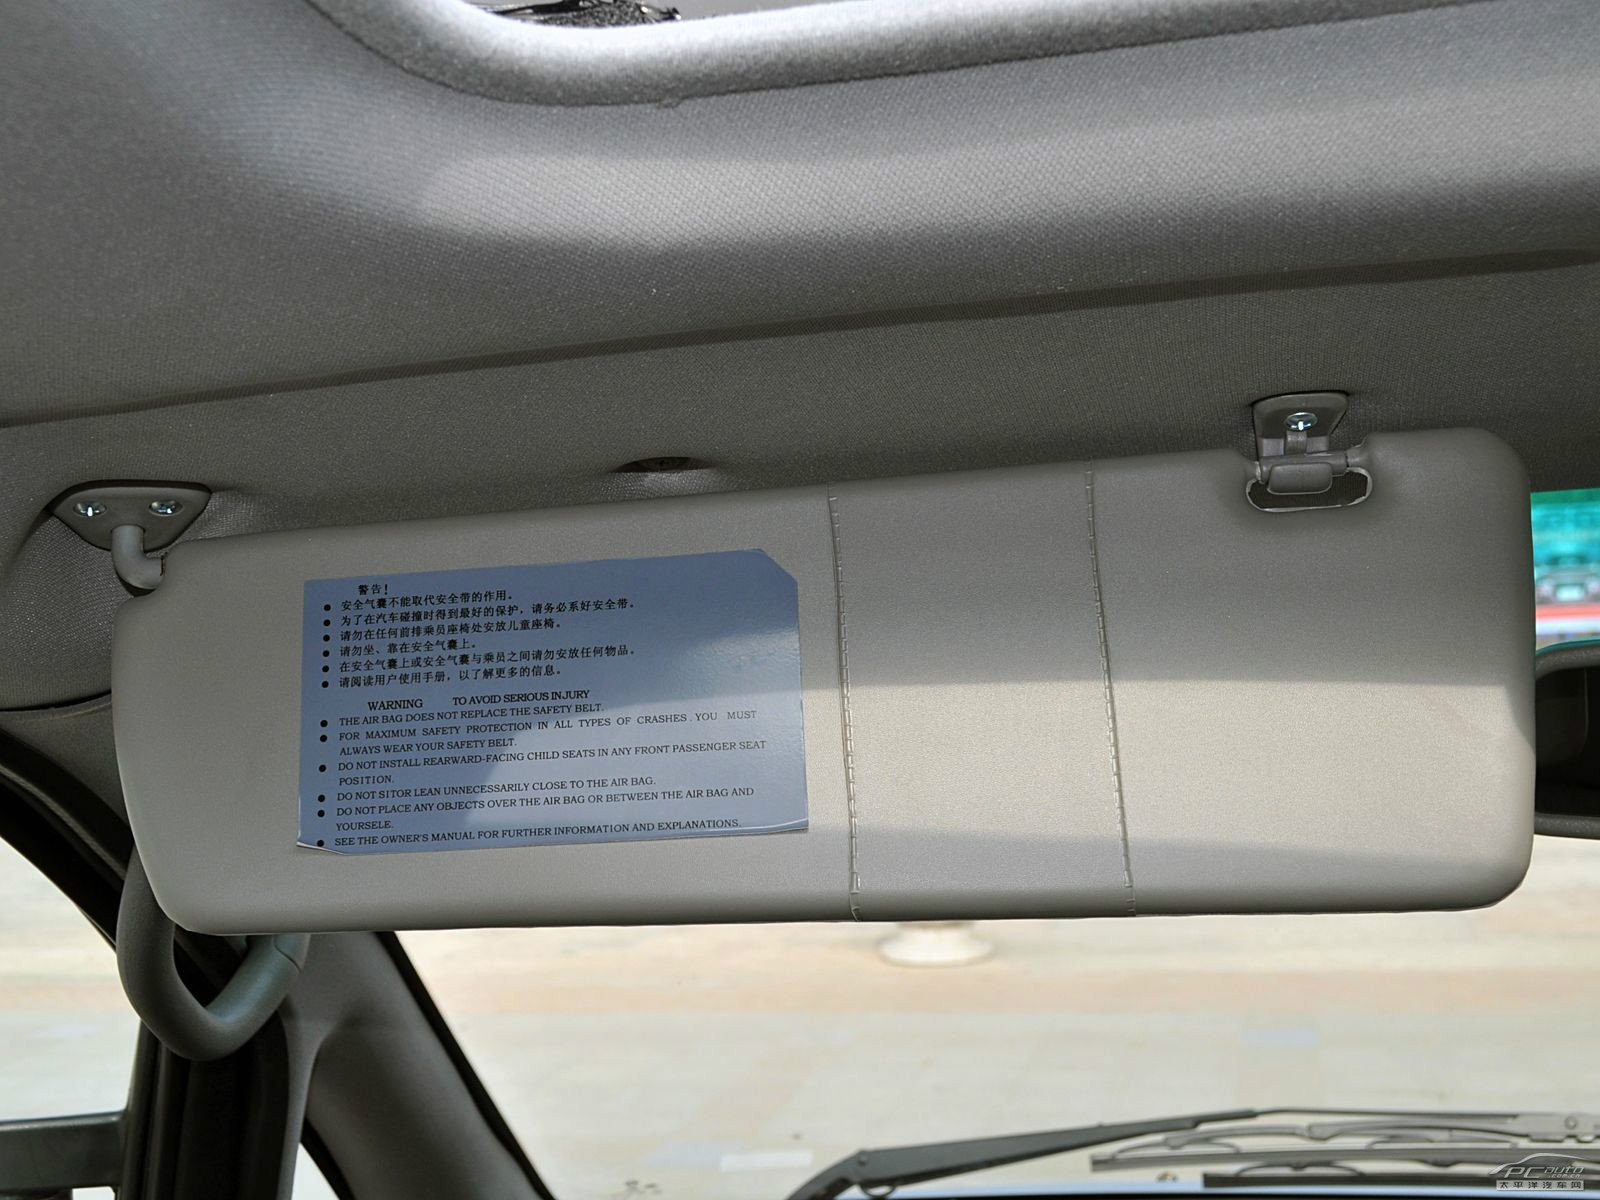 警告!
● 安全气囊不能取代安全带的作用。
● 为了在汽车碰撞时得到最好的保护，请务必系好安全带。
● 请勿在任何前排乘员座椅处安放儿童座椅。
● 请勿坐、靠在安全气囊上。
● 在安全气囊上或安全气囊与乘员之间请勿安放任何物品。
● 请阅读用户使用手册，以了解更多的信息。
WARNING TO AVOID SERIOUS INJURY
● THE AIR BAG DOES NOT REPLACE THE SAFETY BELT.
● FOR MAXIMUM SAFETY PROTECTION IN ALL TYPES OF CRASHES.YOU MUST
ALWAYS WEAR YOUR SAFETY BELT.
● DO NOT INSTALL REARWARD-FACING CHILD SEATS IN ANY FRONT PASSENGER SEAT
POSITION.
● DO NOT SITOR LEAN UNNECESSARILY CLOSE TO THE AIR BAG.
● DO NOT PLACE ANY OBJECTS OVER THE AIR BAG OR BETWEEN THE AIR BAG AND
YOURSELE.
● SEE THE OWNER'S MANUAL FOR FURTHER INFORMATION AND EXPLANATIONS.
PCauto
太平洋汽车网